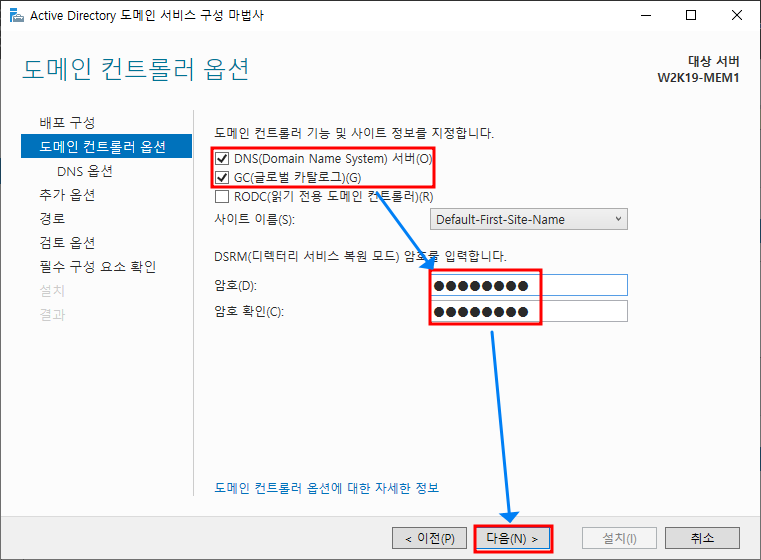 Active Directory 도메인 서비스 구성 마법사
도메인 컨트롤러 옵션
대상 서버
W2K19-MEM1
배포 구성
도메인 컨트롤러 옵션
DNS 옵션
추가 옵션
경로
검토 옵션
필수 구성 요소 확인
설치
결과
도메인 컨트롤러 기능 및 사이트 정보를 지정합니다.
DNS(Domain Name System) 서버(O)
GC(글로벌 카탈로그)(G)
RODC(읽기 전용 도메인 컨트롤러)(R)
사이트 이름(S):
Default-First-Site-Name
DSRM(디렉터리 서비스 복원 모드) 암호를 입력합니다.
암호(D):
●●●●●●●●
암호 확인(C):
●●●●●●●●
도메인 컨트롤러 옵션에 대한 자세한 정보
< 이전(P)
다음(N) >
설치(I)
취소